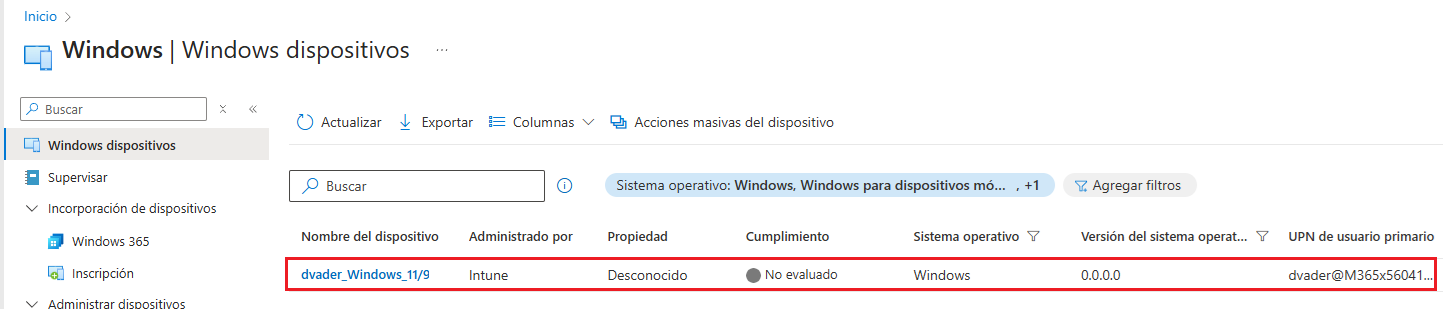 Inicio >
Windows | Windows dispositivos ...
Buscar
Windows dispositivos
Supervisar
Incorporación de dispositivos
Windows 365
Inscripción
Administrar dispositivos
Actualizar Exportar Columnas Acciones masivas del dispositivo
Buscar Sistema operativo: Windows, Windows para dispositivos mó... , +1 Agregar filtros
Nombre del dispositivo Administrado por Propiedad Cumplimiento Sistema operativo Versión del sistema operat... UPN de usuario primario
dvader_Windows_11/9 Intune Desconocido No evaluado Windows 0.0.0.0 dvader@M365x56041...